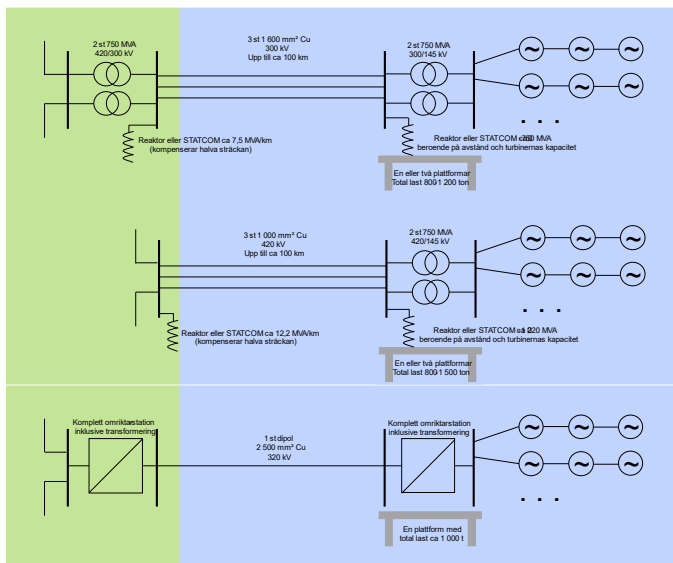 2 st 750 MVA
420/300 kV
3 st 1 600 mm² Cu
300 kV
Upp till ca 100 km
2 st 750 MVA
300/145 kV
Reaktor eller STATCOM ca 7,5 MVA/km
(kompenserar halva sträckan)
Reaktor eller STATCOM MVA
beroende på avstånd och turbinernas kapacitet
En eller två plattformar
Total last 800-1 200 ton
3 st 1 000 mm² Cu
420 kV
Upp till ca 100 km
2 st 750 MVA
420/145 kV
Reaktor eller STATCOM ca 12,2 MVA/km
(kompenserar halva sträckan)
Reaktor eller STATCOM MVA
beroende på avstånd och turbinernas kapacitet
En eller två plattformar
Total last 800-1 500 ton
Komplett omriktarstation
inklusive transformering
1 st dipol
2 500 mm² Cu
320 kV
Komplett omriktarstation
inklusive transformering
En plattform med
total last ca 1 000 t